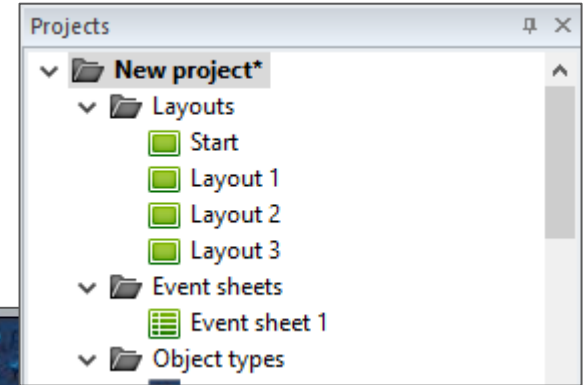 Projects
New project*
Layouts
Start
Layout 1
Layout 2
Layout 3
Event sheets
Event sheet 1
Object types